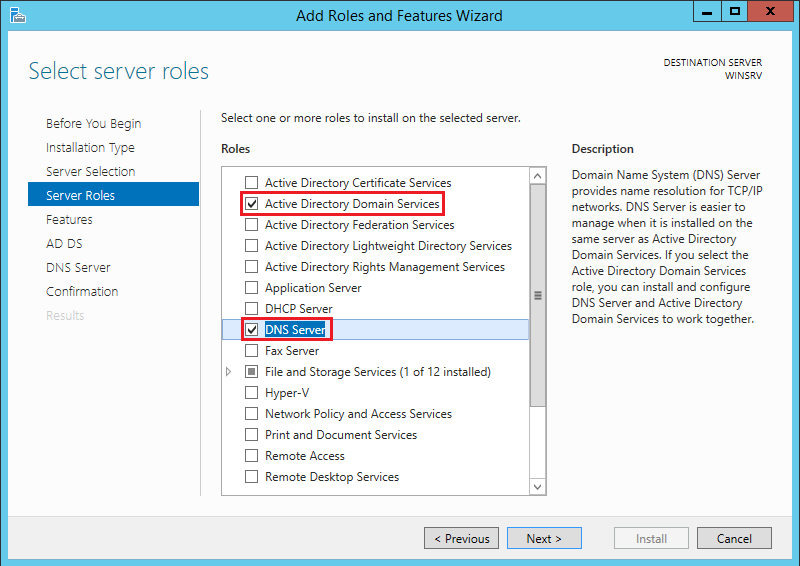 Add Roles and Features Wizard
Select server roles
DESTINATION SERVER
WINSRV
Before You Begin
Installation Type
Server Selection
Server Roles
Features
AD DS
DNS Server
Confirmation
Results
Select one or more roles to install on the selected server.
Roles
Active Directory Certificate Services
Active Directory Domain Services
Active Directory Federation Services
Active Directory Lightweight Directory Services
Active Directory Rights Management Services
Application Server
DHCP Server
DNS Server
Fax Server
File and Storage Services (1 of 12 installed)
Hyper-V
Network Policy and Access Services
Print and Document Services
Remote Access
Remote Desktop Services
Description
Domain Name System (DNS) Server
provides name resolution for TCP/IP
networks. DNS Server is easier to
manage when it is installed on the
same server as Active Directory
Domain Services. If you select the
Active Directory Domain Services
role, you can install and configure
DNS Server and Active Directory
Domain Services to work together.
< Previous
Next >
Install
Cancel